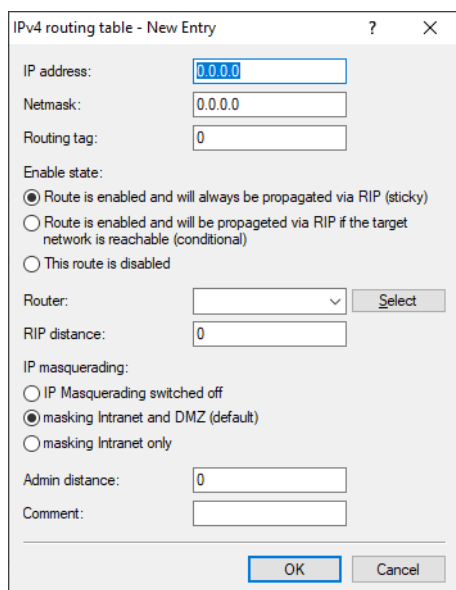 IPv4 routing table - New Entry ? X
IP address: 0.0.0.0
Netmask: 0.0.0.0
Routing tag: 0
Enable state:
Route is enabled and will always be propagated via RIP (sticky)
Route is enabled and will be propageted via RIP if the target
network is reachable (conditional)
This route is disabled
Router: Select
RIP distance: 0
IP masquerading:
IP Masquerading switched off
masking Intranet and DMZ (default)
masking Intranet only
Admin distance: 0
Comment:
OK Cancel